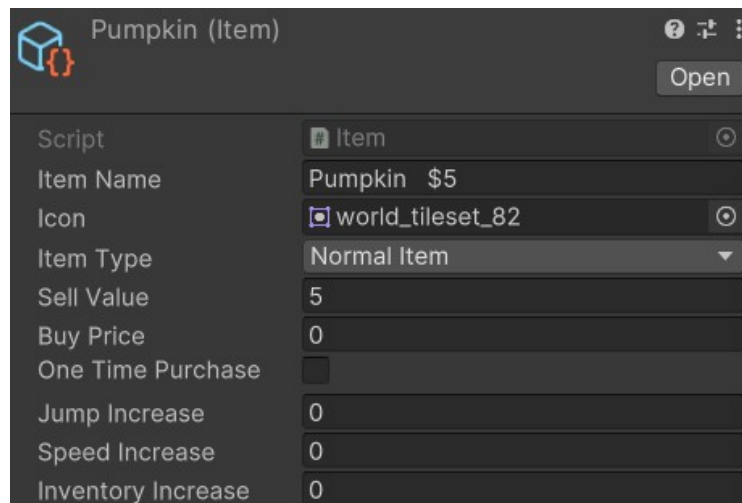 Pumpkin (Item)
Open
Script # Item
Item Name Pumpkin  $5
Icon world_tileset_82
Item Type Normal Item
Sell Value 5
Buy Price 0
One Time Purchase
Jump Increase 0
Speed Increase 0
Inventory Increase 0